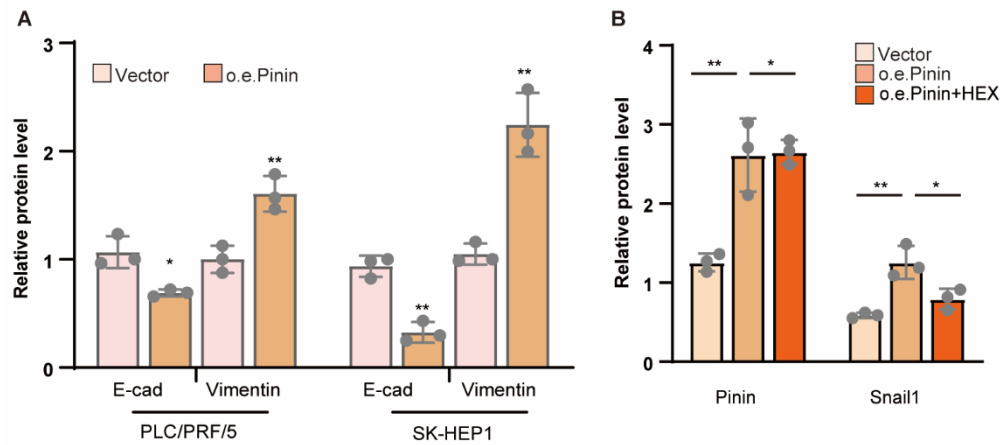 A
Relative protein level
3
2
1
0
Vector
o.e.Pinin
*
**
**
**
E-cad
Vimentin
E-cad
Vimentin
PLC/PRF/5
SK-HEP1
B
Relative protein level
4
3
2
1
0
Vector
o.e.Pinin
o.e.Pinin+HEX
**
*
**
*
Pinin
Snail1